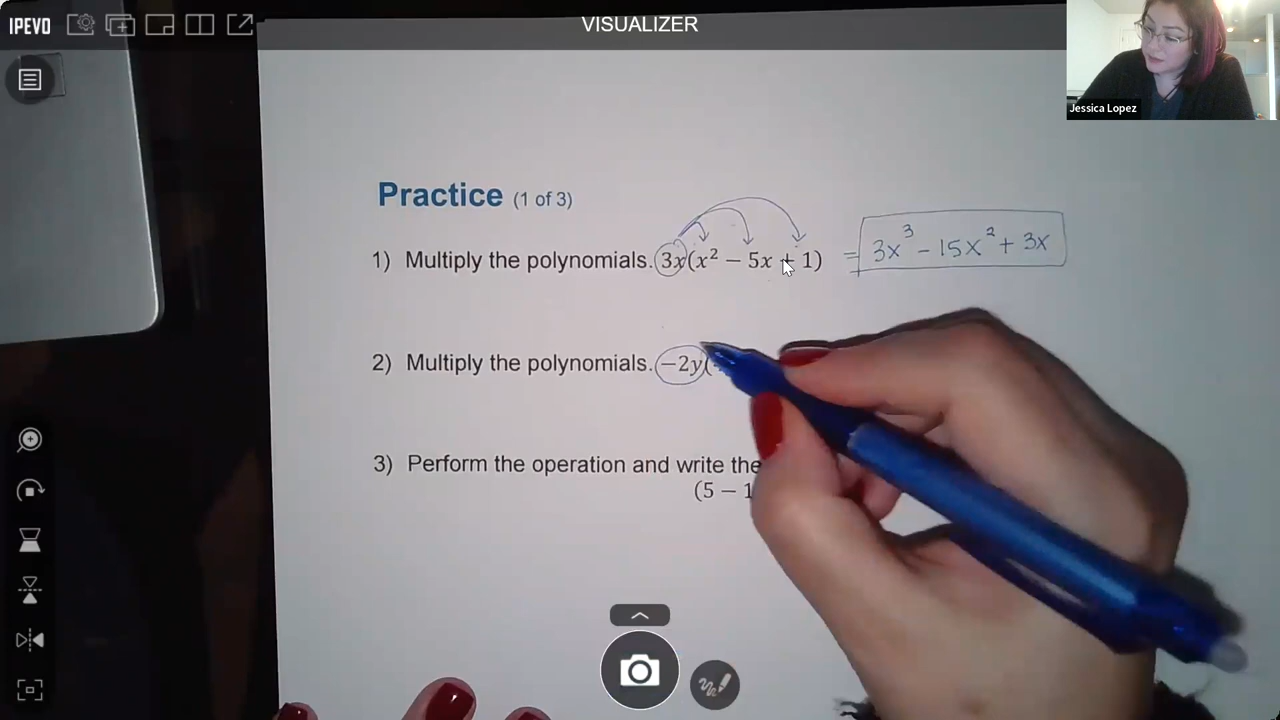 IPEVO
VISUALIZER
Jessica Lopez
Practice (1 of 3)
1) Multiply the polynomials. 3x(x² − 5x + 1) = 3x³ − 15x² + 3x
2) Multiply the polynomials. −2y(
3) Perform the operation and write the
(5 − 1